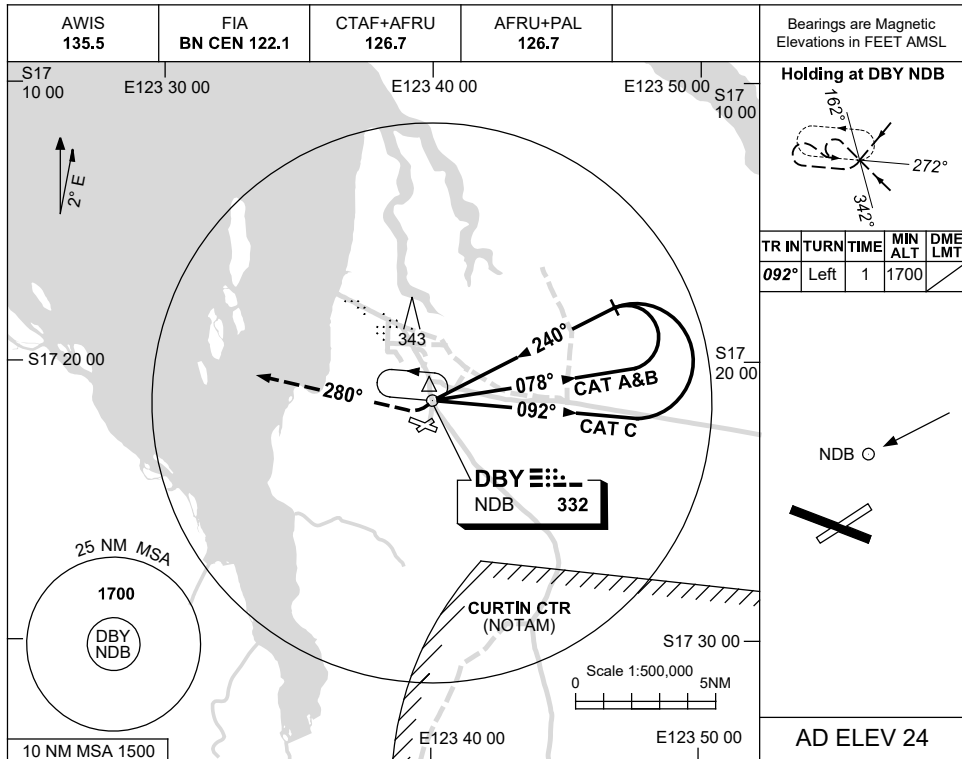 AWIS
135.5
FIA
BN CEN 122.1
CTAF+AFRU
126.7
AFRU+PAL
126.7
Bearings are Magnetic
Elevations in FEET AMSL
S17
10 00
E123 30 00
E123 40 00
E123 50 00
S17
10 00
2° E
Holding at DBY NDB
162°
272°
342°
TR IN TURN TIME MIN ALT DME LMT
092° Left 1 1700
343
S17 20 00
S17
20 00
240°
078°
CAT A&B
092°
CAT C
280°
DBY
NDB 332
NDB
25 NM MSA
1700
DBY
NDB
CURTIN CTR
(NOTAM)
S17 30 00
Scale 1:500,000
0 5NM
10 NM MSA 1500
E123 40 00
E123 50 00
AD ELEV 24